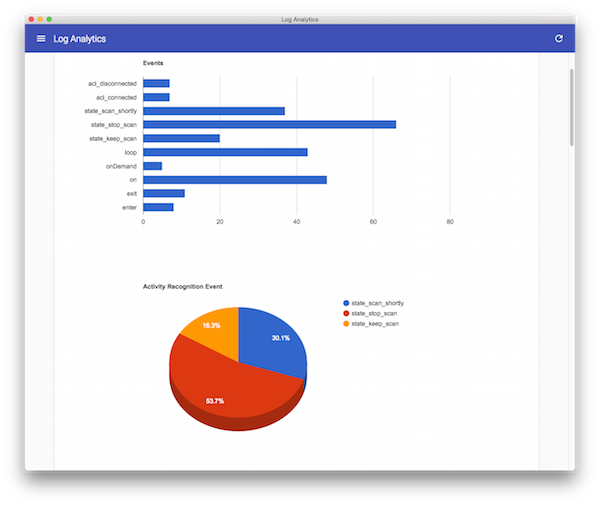 Log Analytics
Log Analytics
Events
acl_disconnected
acl_connected
state_scan_shortly
state_stop_scan
state_keep_scan
loop
onDemand
on
exit
enter
0 20 40 60 80
Activity Recognition Event
state_scan_shortly
state_stop_scan
state_keep_scan
16.3%
30.1%
53.7%